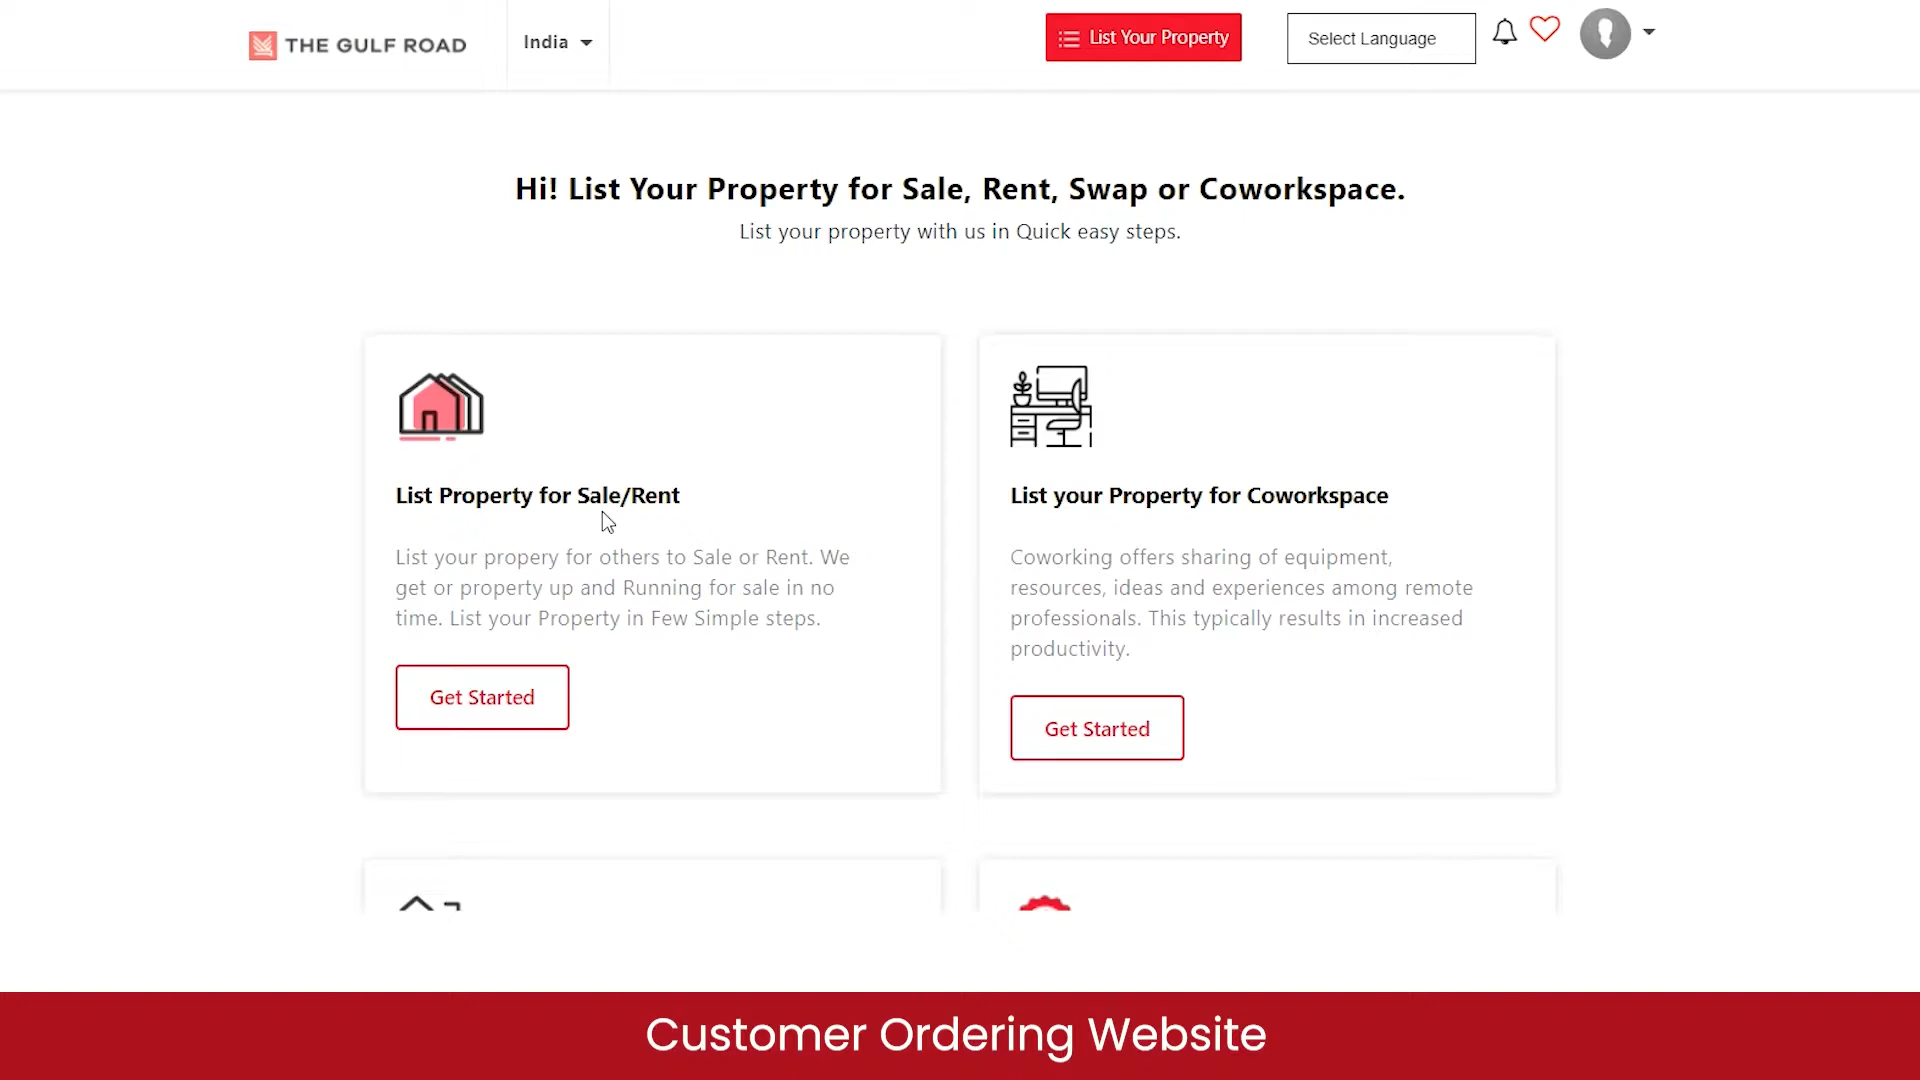 THE GULF ROAD
India
List Your Property
Select Language
Hi! List Your Property for Sale, Rent, Swap or Coworkspace.
List your property with us in Quick easy steps.
List Property for Sale/Rent
List your propery for others to Sale or Rent. We
get or property up and Running for sale in no
time. List your Property in Few Simple steps.
Get Started
List your Property for Coworkspace
Coworking offers sharing of equipment,
resources, ideas and experiences among remote
professionals. This typically results in increased
productivity.
Get Started
Customer Ordering Website